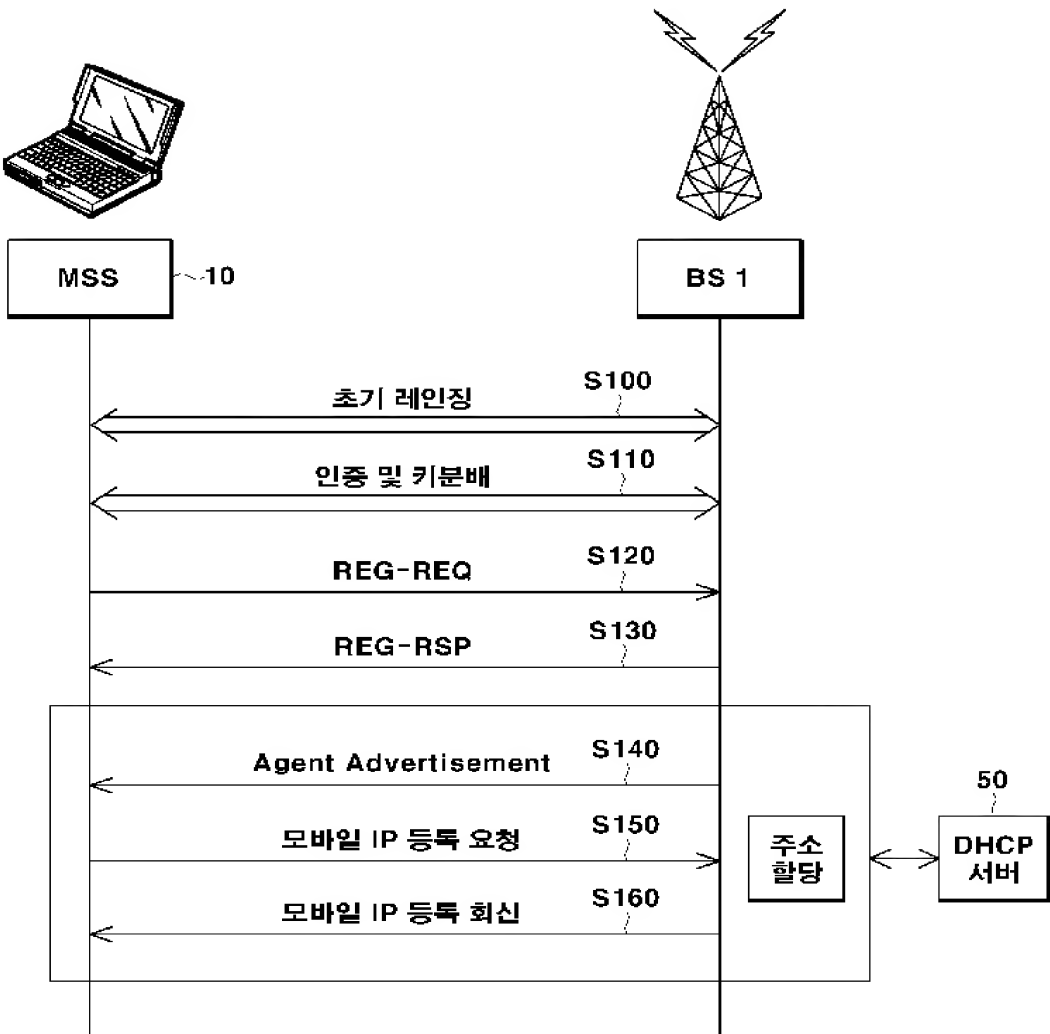 MSS
10
BS 1
S100
초기 레인징
S110
인증 및 키분배
S120
REG-REQ
S130
REG-RSP
S140
Agent Advertisement
S150
모바일 IP 등록 요청
S160
모바일 IP 등록 회신
주소
할당
50
DHCP
서버